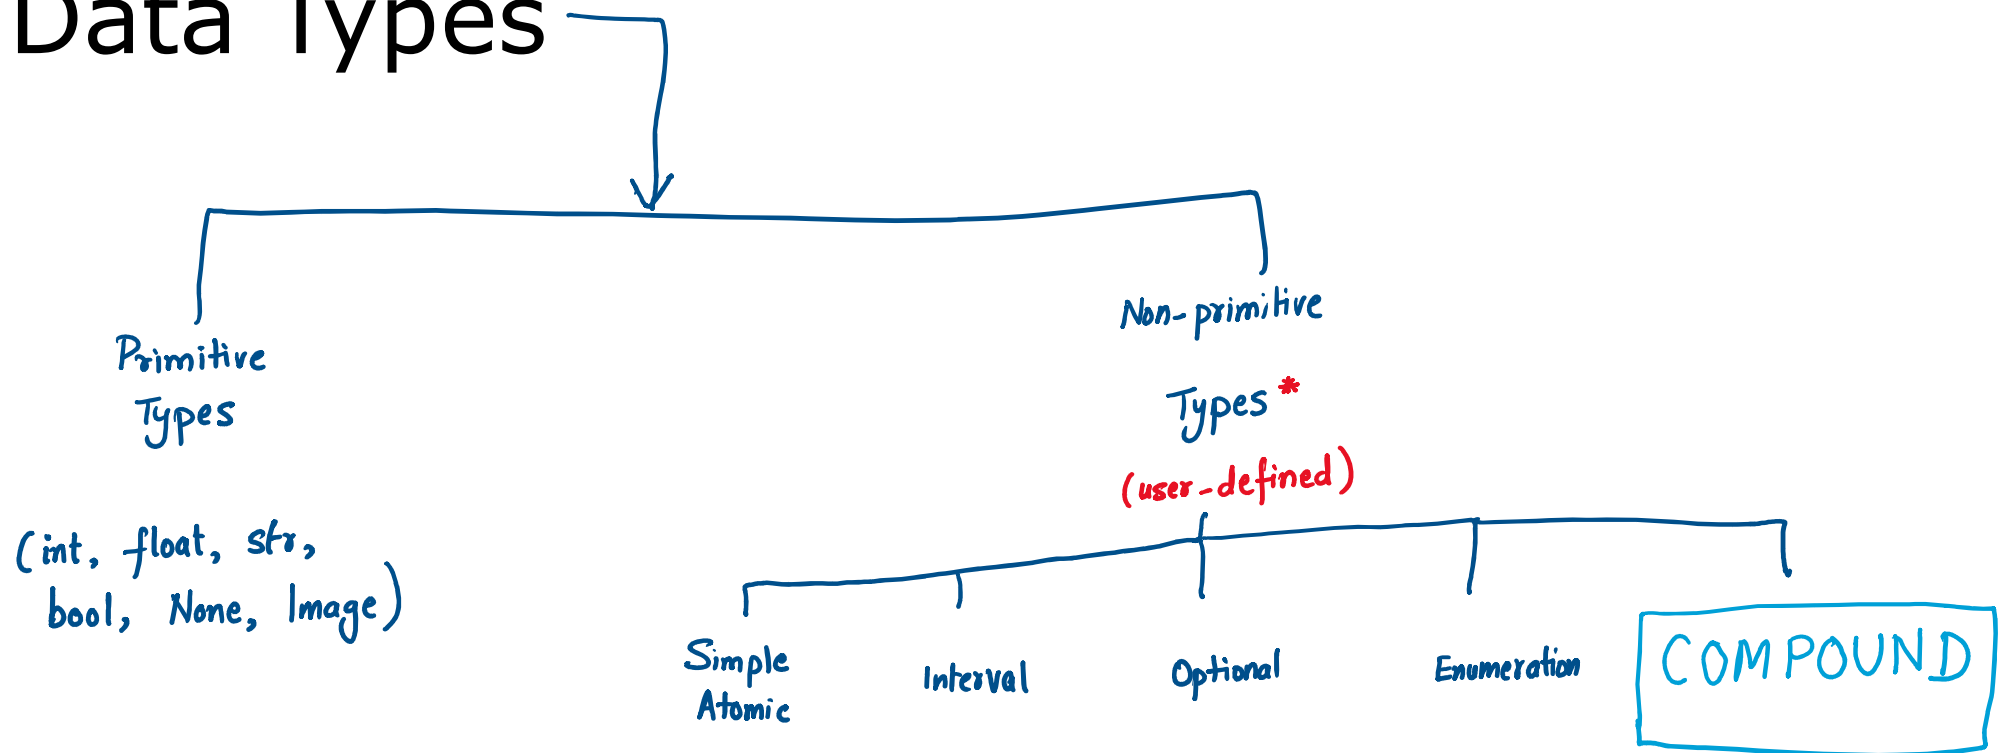 Data Types
Primitive
Types
(int, float, str,
bool, None, Image)
Non-primitive
Types *
(user-defined)
Simple
Atomic
Interval
Optional
Enumeration
COMPOUND